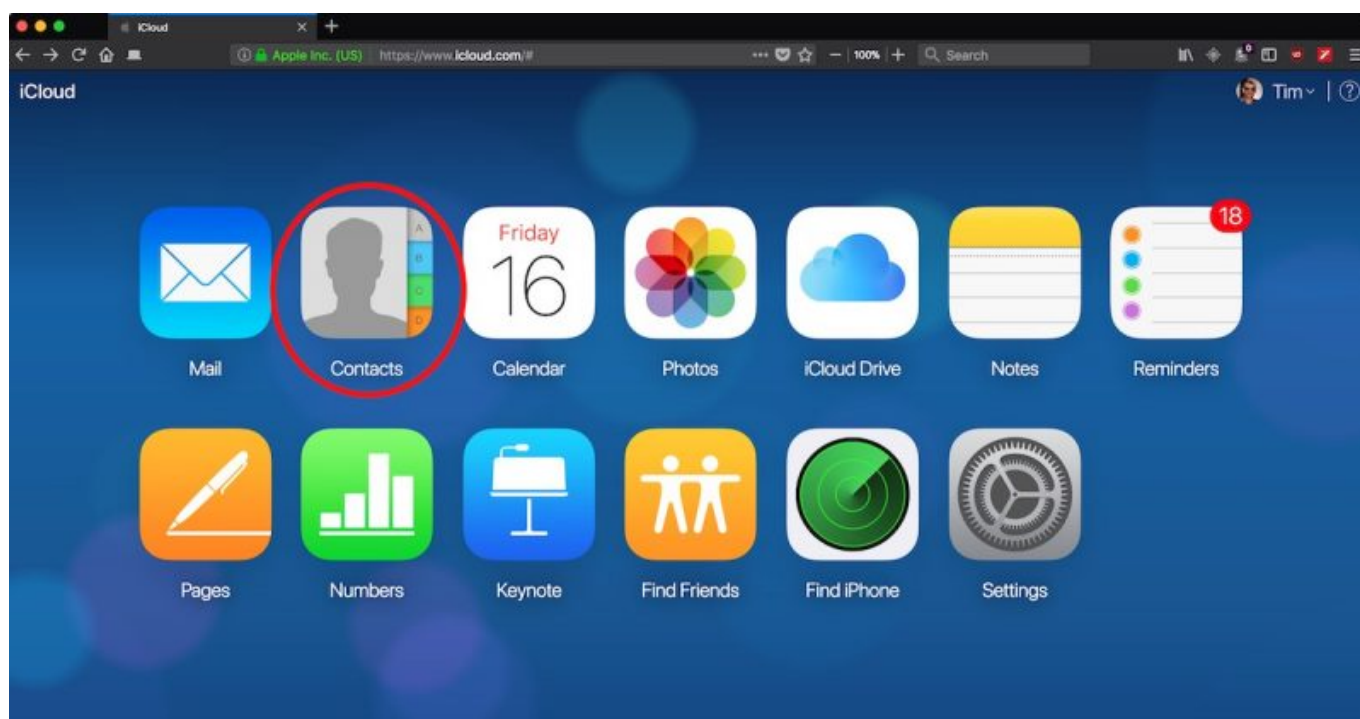 iCloud
Apple Inc. (US) https://www.icloud.com/# 100% Search
iCloud Tim
Friday 18
16
A
B
C
D
Mail Contacts Calendar Photos iCloud Drive Notes Reminders
Pages Numbers Keynote Find Friends Find iPhone Settings